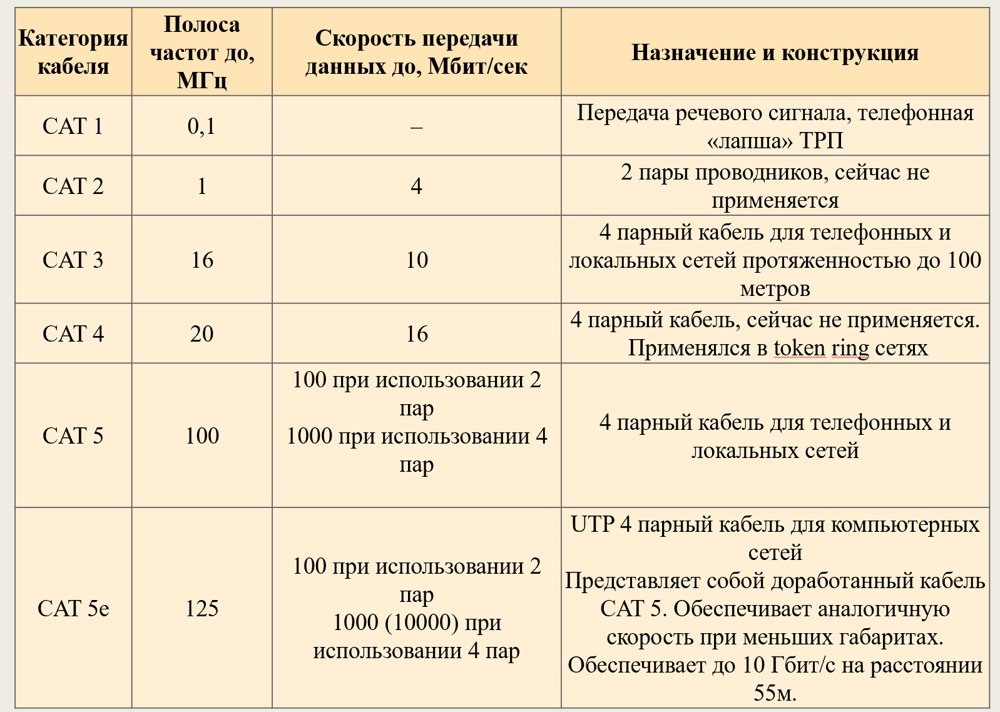 Категория
кабеля
Полоса
частот до,
МГц
Скорость передачи
данных до, Мбит/сек
Назначение и конструкция
CAT 1
0,1
–
Передача речевого сигнала, телефонная
«лапша» ТРП
CAT 2
1
4
2 пары проводников, сейчас не
применяется
CAT 3
16
10
4 парный кабель для телефонных и
локальных сетей протяженностью до 100
метров
CAT 4
20
16
4 парный кабель, сейчас не применяется.
Применялся в token ring сетях
CAT 5
100
100 при использовании 2
пар
1000 при использовании 4
пар
4 парный кабель для телефонных и
локальных сетей
CAT 5e
125
100 при использовании 2
пар
1000 (10000) при
использовании 4 пар
UTP 4 парный кабель для компьютерных
сетей
Представляет собой доработанный кабель
CAT 5. Обеспечивает аналогичную
скорость при меньших габаритах.
Обеспечивает до 10 Гбит/с на расстоянии
55м.